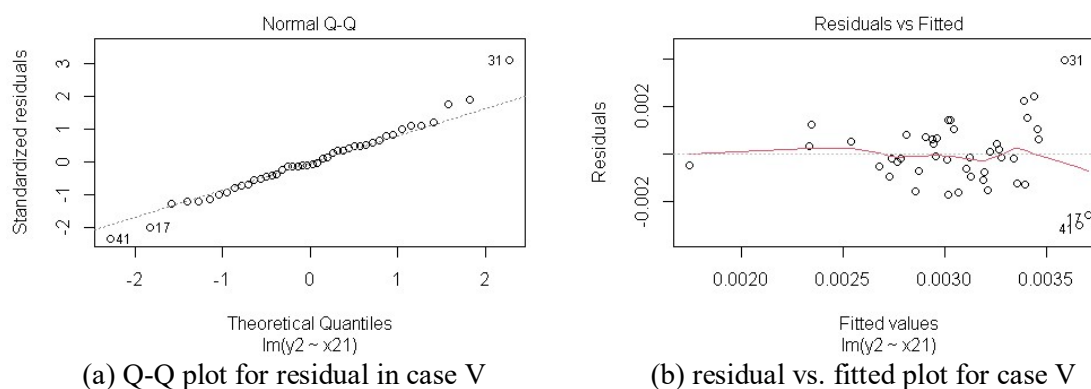 Normal Q-Q
Standardized residuals
3
2
1
0
-1
-2
31
17
41
-2 -1 0 1 2
Theoretical Quantiles
lm(y2 ~ x21)
(a) Q-Q plot for residual in case V
Residuals vs Fitted
Residuals
0.002
-0.002
31
17
41
0.0020 0.0025 0.0030 0.0035
Fitted values
lm(y2 ~ x21)
(b) residual vs. fitted plot for case V